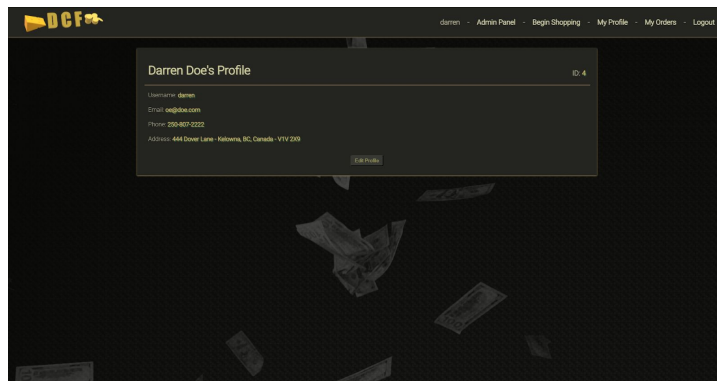 DCF
darren - Admin Panel - Begin Shopping - My Profile - My Orders - Logout
Darren Doe's Profile
ID: 4
Username: darren
Email: oe@doe.com
Phone: 250-807-2222
Address: 444 Dover Lane - Kelowna, BC, Canada - V1V 2X9
Edit Profile